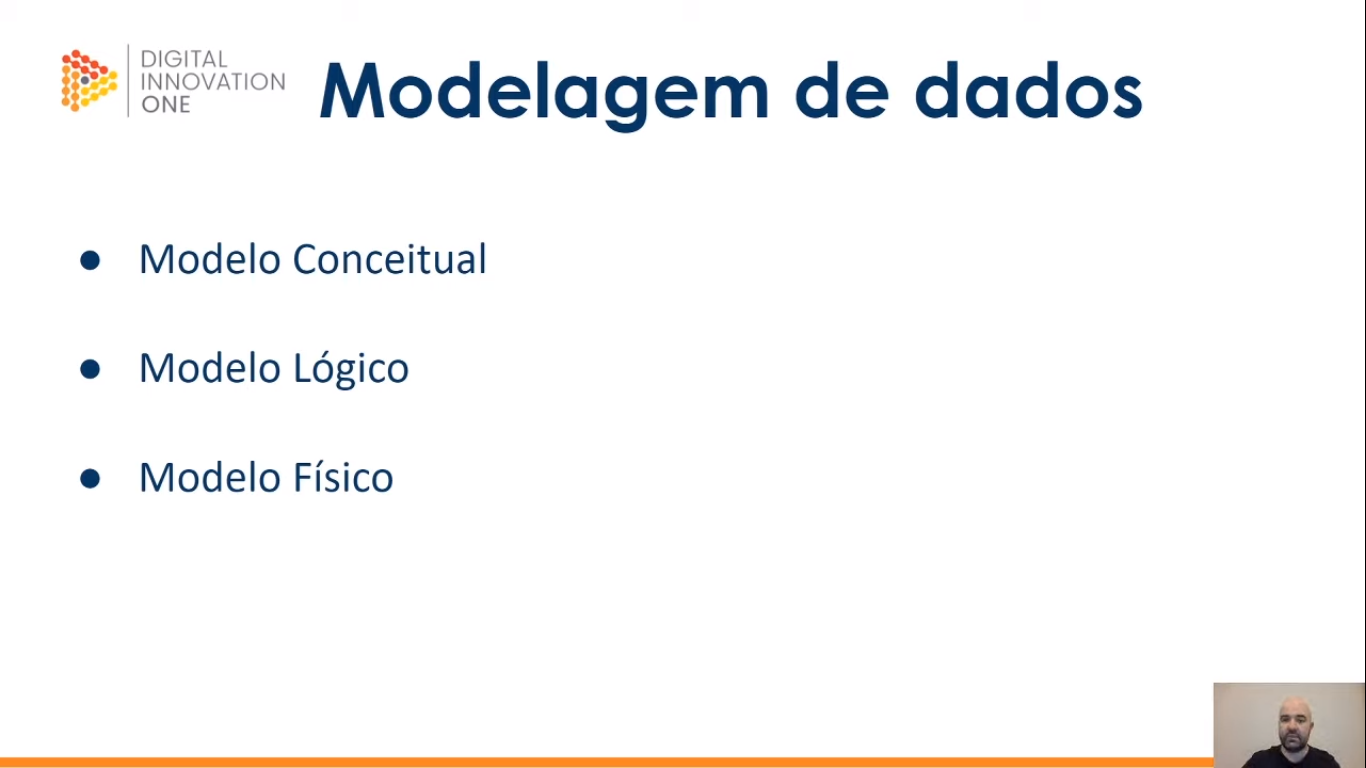 DIGITAL
INNOVATION
ONE
Modelagem de dados
● Modelo Conceitual
● Modelo Lógico
● Modelo Físico